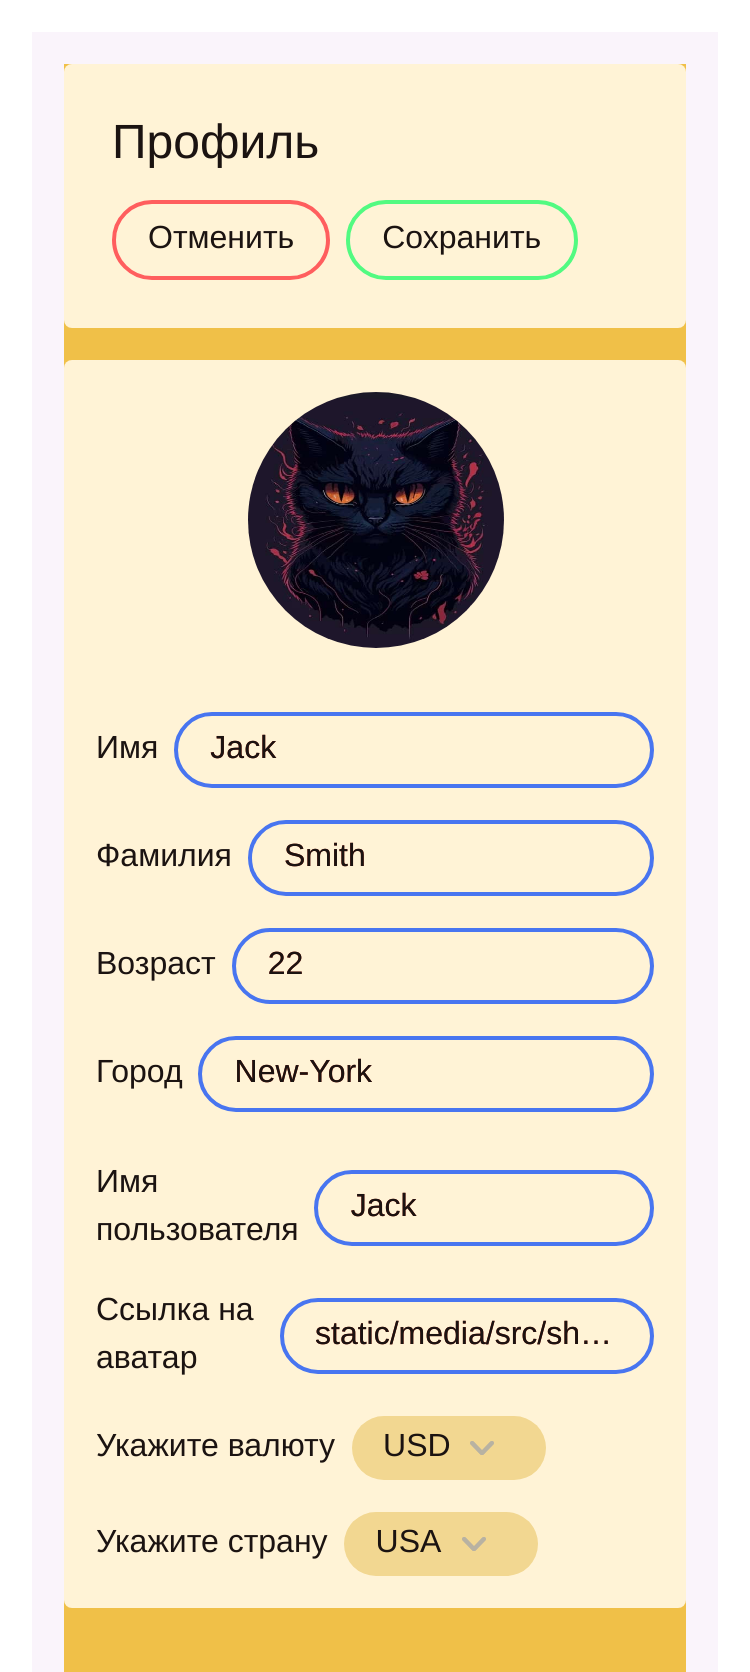 Профиль
Отменить Сохранить
Имя Jack
Фамилия Smith
Возраст 22
Город New-York
Имя
пользователя Jack
Ссылка на
аватар static/media/src/sh…
Укажите валюту USD
Укажите страну USA